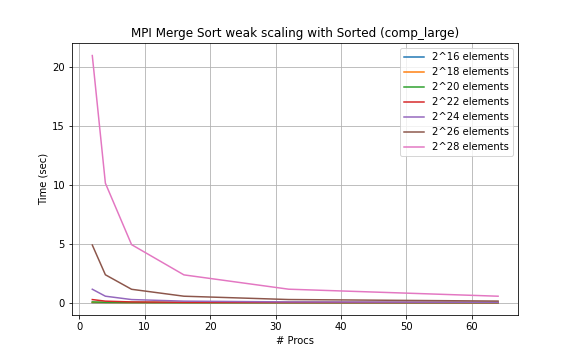 MPI Merge Sort weak scaling with Sorted (comp_large)
2^16 elements
2^18 elements
2^20 elements
2^22 elements
2^24 elements
2^26 elements
2^28 elements
Time (sec)
20
15
10
5
0
0 10 20 30 40 50 60
# Procs